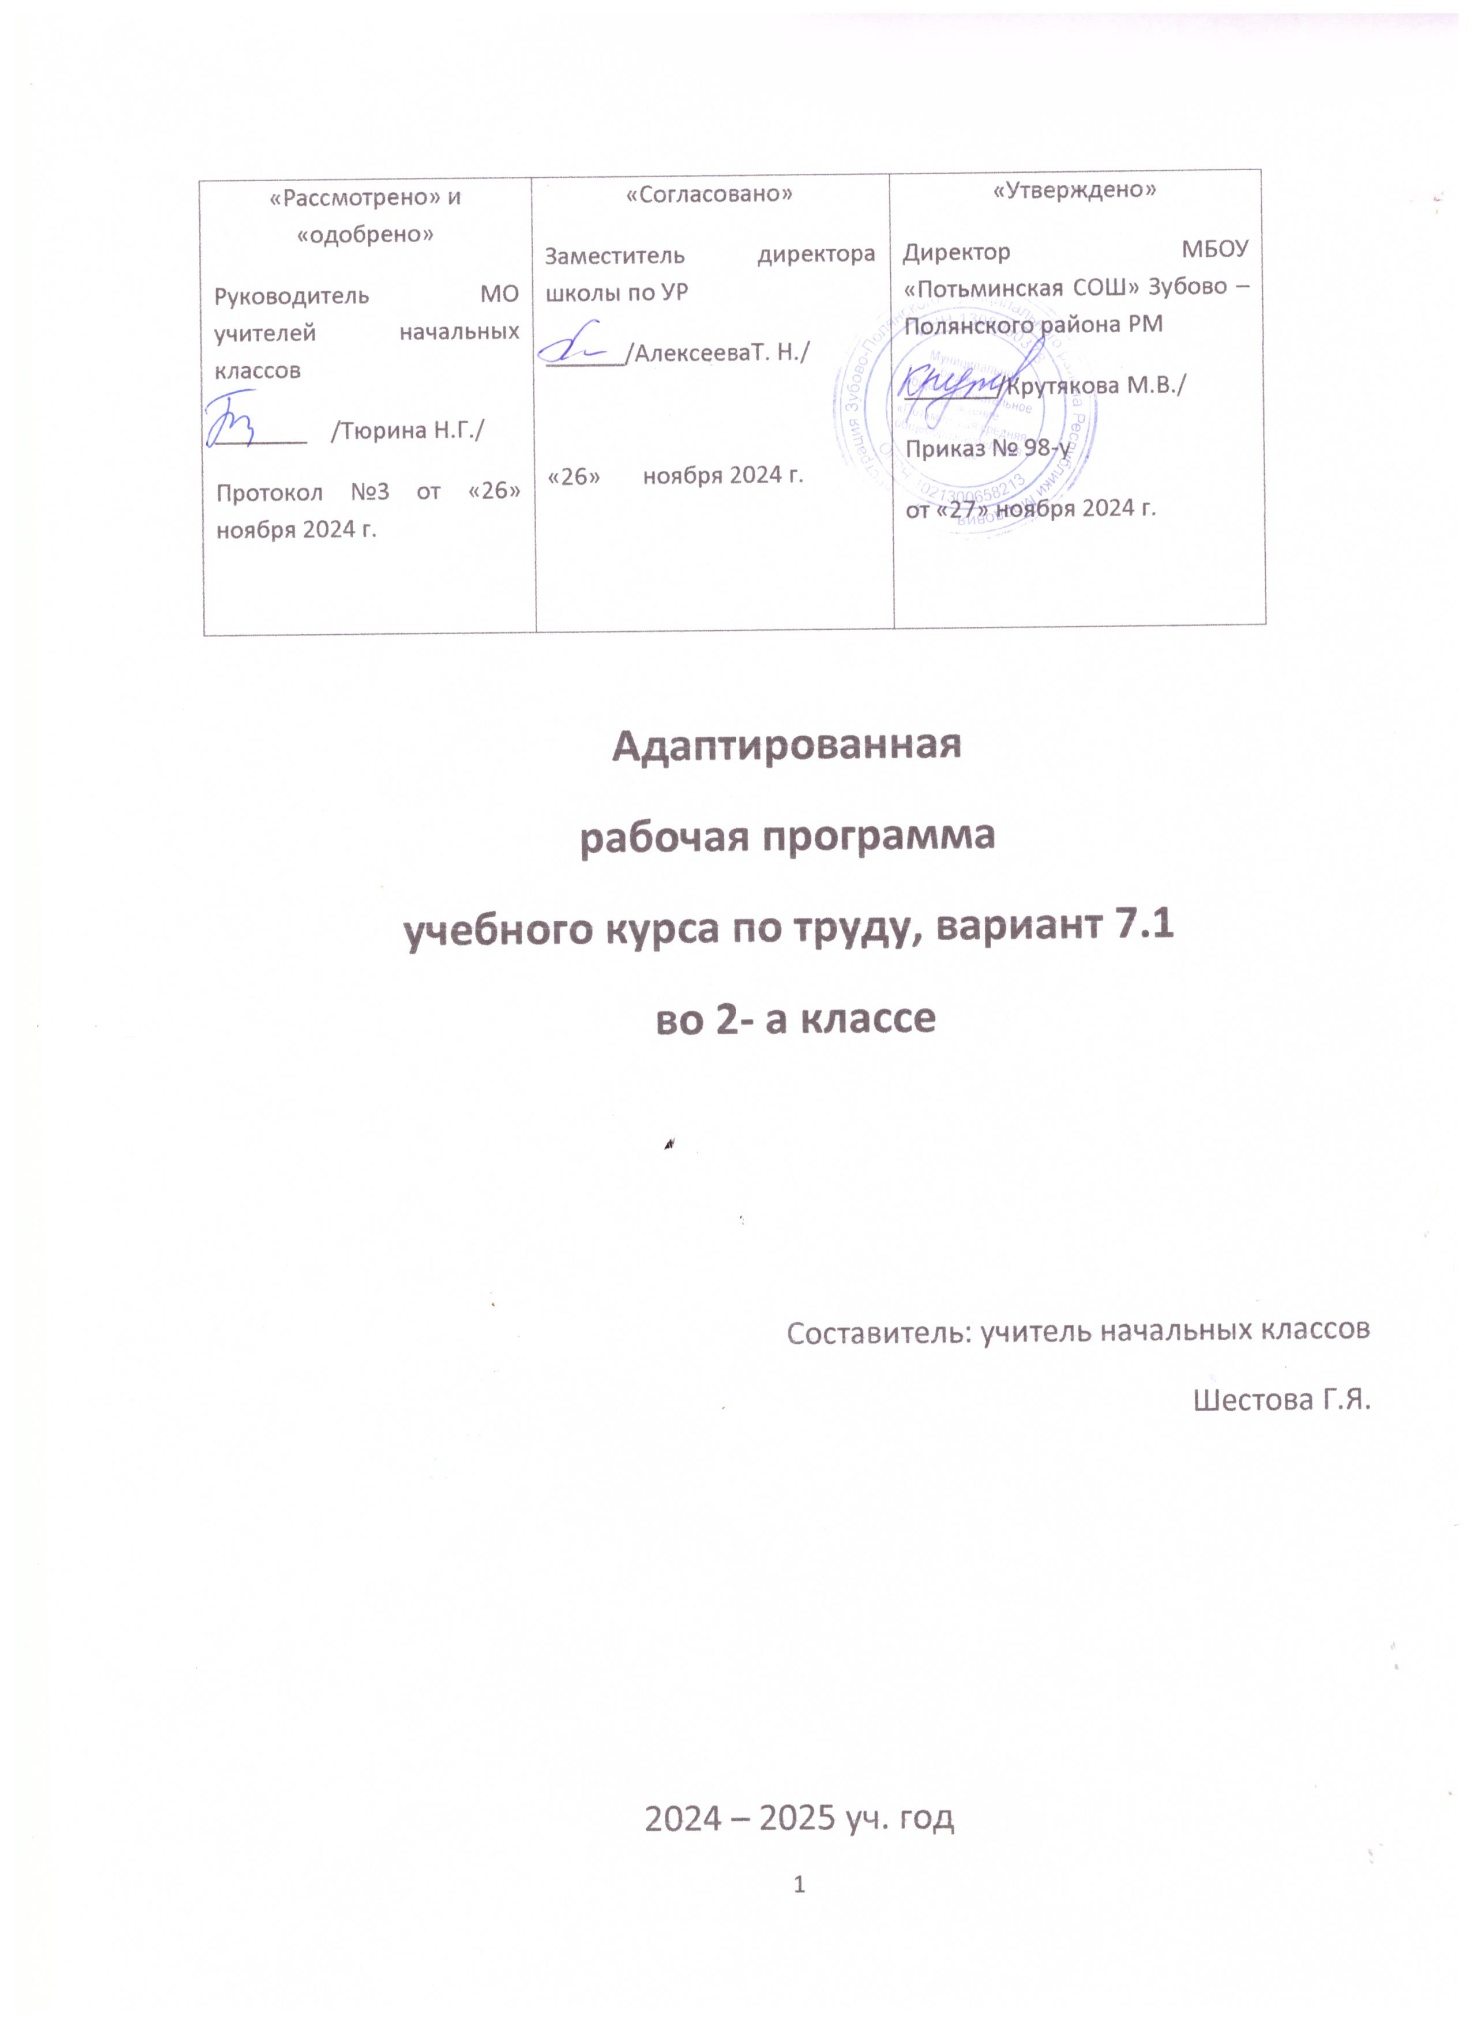 «Рассмотрено» и
«одобрено»
Руководитель МО
учителей начальных
классов
/Тюрина Н.Г./
Протокол №3 от «26»
ноября 2024 г.
«Согласовано»
Заместитель директора
школы по УР
/АлексееваТ. Н./
«26» ноября 2024 г.
«Утверждено»
Директор МБОУ
«Потьминская СОШ» Зубово –
Полянского района РМ
/Крутякова М.В./
Приказ № 98-у
от «27» ноября 2024 г.
1021300658213
Адаптированная
рабочая программа
учебного курса по труду, вариант 7.1
во 2- а классе
Составитель: учитель начальных классов
Шестова Г.Я.
2024 – 2025 уч. год
1